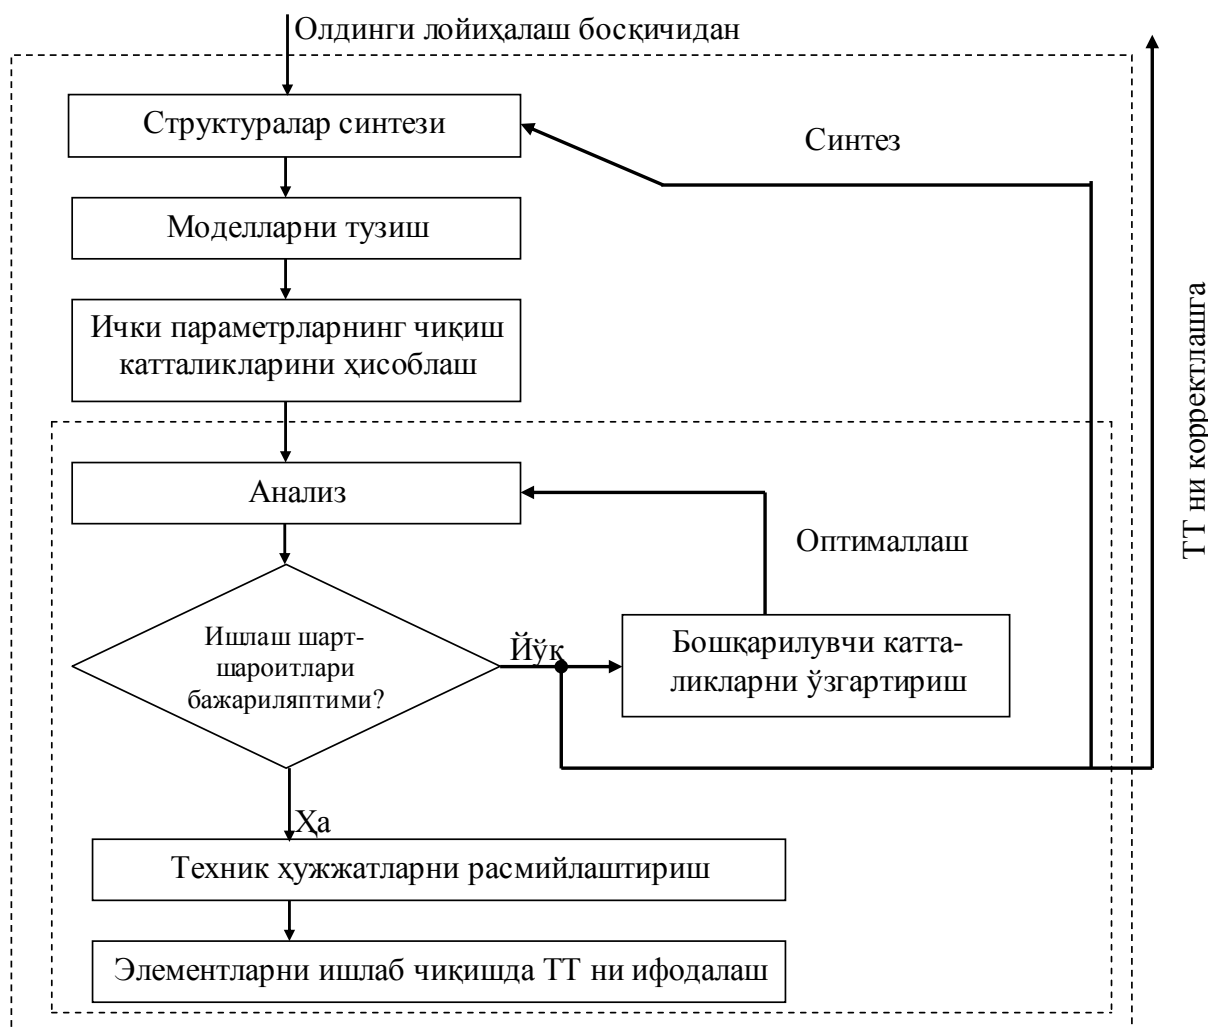 Олдинги лойиҳалаш босқичидан
Структуралар синтези
Синтез
Моделларни тузиш
Ички параметрларнинг чиқиш
катталикларини ҳисоблаш
ТТ ни корректлашга
Анализ
Оптималлаш
Ишлаш шарт-
шароитлари
бажариляптими?
Йўқ
Бошқарилувчи катта-
ликларни ўзгартириш
Ҳа
Техник ҳужжатларни расмийлаштириш
Элементларни ишлаб чиқишда ТТ ни ифодалаш